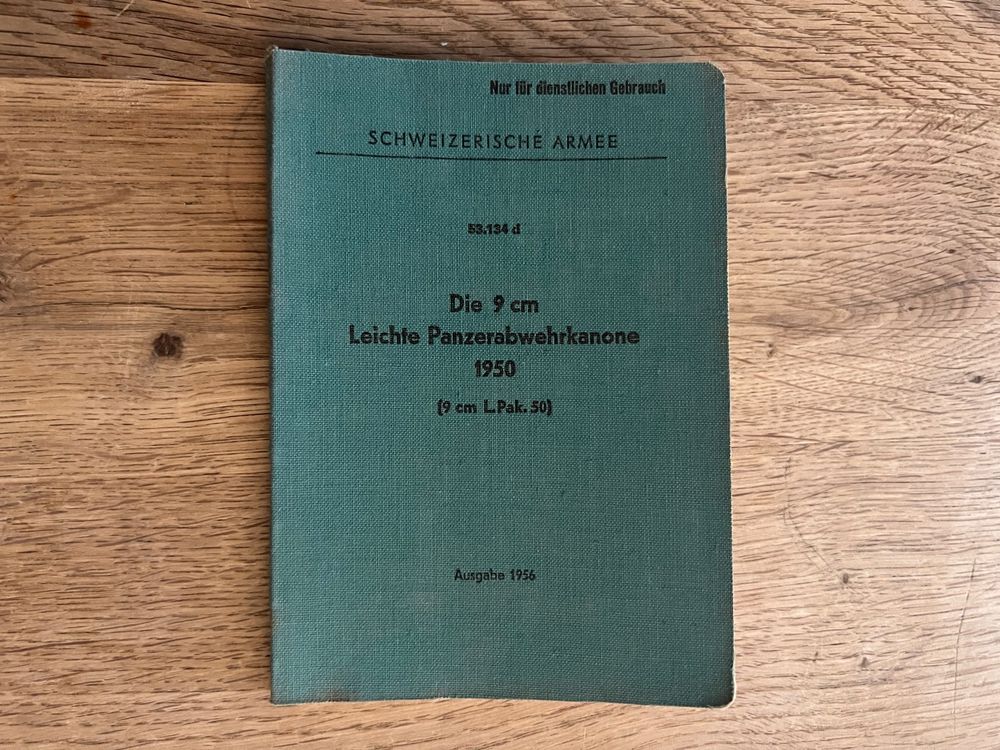 Nur für dienstlichen Gebrauch
SCHWEIZERISCHE ARMEE
53.134 d
Die 9 cm
Leichte Panzerabwehrkanone
1950
(9 cm L.Pak. 50)
Ausgabe 1956